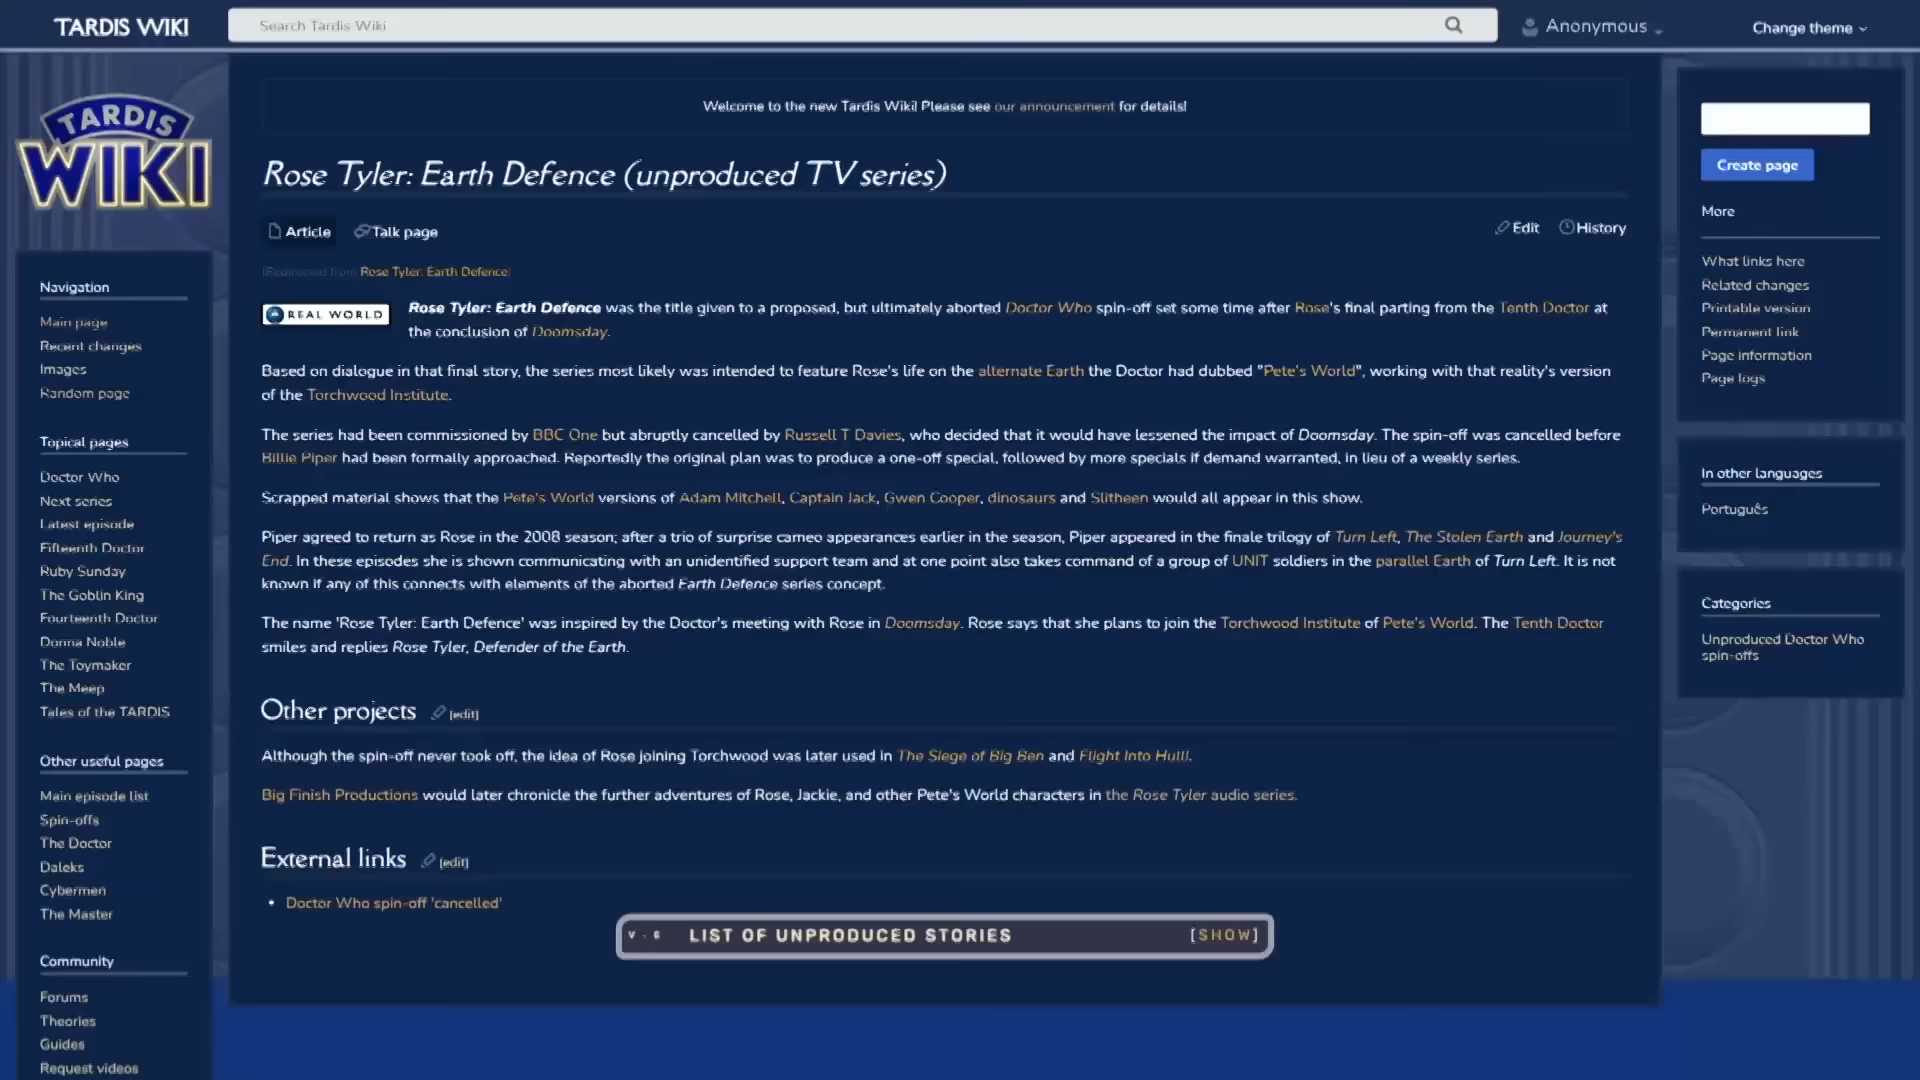 TARDIS WIKI
Search Tardis Wiki
Anonymous
Change theme
TARDIS
WIKI
Welcome to the new Tardis Wiki! Please see our announcement for details!
Rose Tyler: Earth Defence (unproduced TV series)
Article
Talk page
Edit
History
(Redirected from Rose Tyler: Earth Defence)
REAL WORLD
Rose Tyler: Earth Defence was the title given to a proposed, but ultimately aborted Doctor Who spin-off set some time after Rose's final parting from the Tenth Doctor at
the conclusion of Doomsday.
Based on dialogue in that final story, the series most likely was intended to feature Rose's life on the alternate Earth the Doctor had dubbed "Pete's World", working with that reality's version
of the Torchwood Institute.
The series had been commissioned by BBC One but abruptly cancelled by Russell T Davies, who decided that it would have lessened the impact of Doomsday. The spin-off was cancelled before
Billie Piper had been formally approached. Reportedly the original plan was to produce a one-off special, followed by more specials if demand warranted, in lieu of a weekly series.
Scrapped material shows that the Pete's World versions of Adam Mitchell, Captain Jack, Gwen Cooper, dinosaurs and Slitheen would all appear in this show.
Piper agreed to return as Rose in the 2008 season; after a trio of surprise cameo appearances earlier in the season, Piper appeared in the finale trilogy of Turn Left, The Stolen Earth and Journey's
End. In these episodes she is shown communicating with an unidentified support team and at one point also takes command of a group of UNIT soldiers in the parallel Earth of Turn Left. It is not
known if any of this connects with elements of the aborted Earth Defence series concept.
The name 'Rose Tyler: Earth Defence' was inspired by the Doctor's meeting with Rose in Doomsday. Rose says that she plans to join the Torchwood Institute of Pete's World. The Tenth Doctor
smiles and replies Rose Tyler, Defender of the Earth.
Other projects [edit]
Although the spin-off never took off, the idea of Rose joining Torchwood was later used in The Siege of Big Ben and Flight Into Hull!.
Big Finish Productions would later chronicle the further adventures of Rose, Jackie, and other Pete's World characters in the Rose Tyler audio series.
External links [edit]
• Doctor Who spin-off 'cancelled'
V · E LIST OF UNPRODUCED STORIES [SHOW]
Navigation
Main page
Recent changes
Images
Random page
Topical pages
Doctor Who
Next series
Latest episode
Fifteenth Doctor
Ruby Sunday
The Goblin King
Fourteenth Doctor
Donna Noble
The Toymaker
The Meep
Tales of the TARDIS
Other useful pages
Main episode list
Spin-offs
The Doctor
Daleks
Cybermen
The Master
Community
Forums
Theories
Guides
Request videos
Create page
More
What links here
Related changes
Printable version
Permanent link
Page information
Page logs
In other languages
Português
Categories
Unproduced Doctor Who
spin-offs